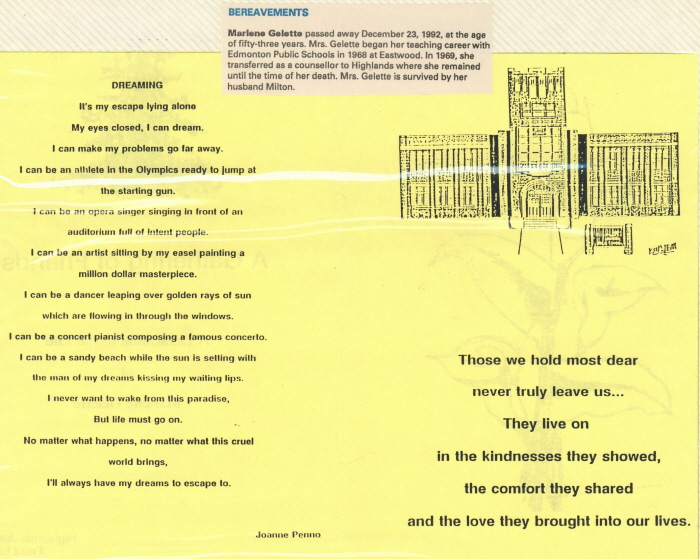 BEREAVEMENTS
Marlene Gelette passed away December 23, 1992, at the age
of fifty-three years. Mrs. Gelette began her teaching career with
Edmonton Public Schools in 1968 at Eastwood. In 1969, she
transferred as a counsellor to Highlands where she remained
until the time of her death. Mrs. Gelette is survived by her
husband Milton.
DREAMING
It's my escape lying alone
My eyes closed, I can dream.
I can make my problems go far away.
I can be an athlete in the Olympics ready to jump at
the starting gun.
I can be an opera singer singing in front of an
auditorium full of intent people.
I can be an artist sitting by my easel painting a
million dollar masterpiece.
I can be a dancer leaping over golden rays of sun
which are flowing in through the windows.
I can be a concert pianist composing a famous concerto.
I can be a sandy beach while the sun is setting with
the man of my dreams kissing my waiting lips.
I never want to wake from this paradise,
But life must go on.
No matter what happens, no matter what this cruel
world brings,
I'll always have my dreams to escape to.
Joanne Penno
Those we hold most dear
never truly leave us...
They live on
in the kindnesses they showed,
the comfort they shared
and the love they brought into our lives.